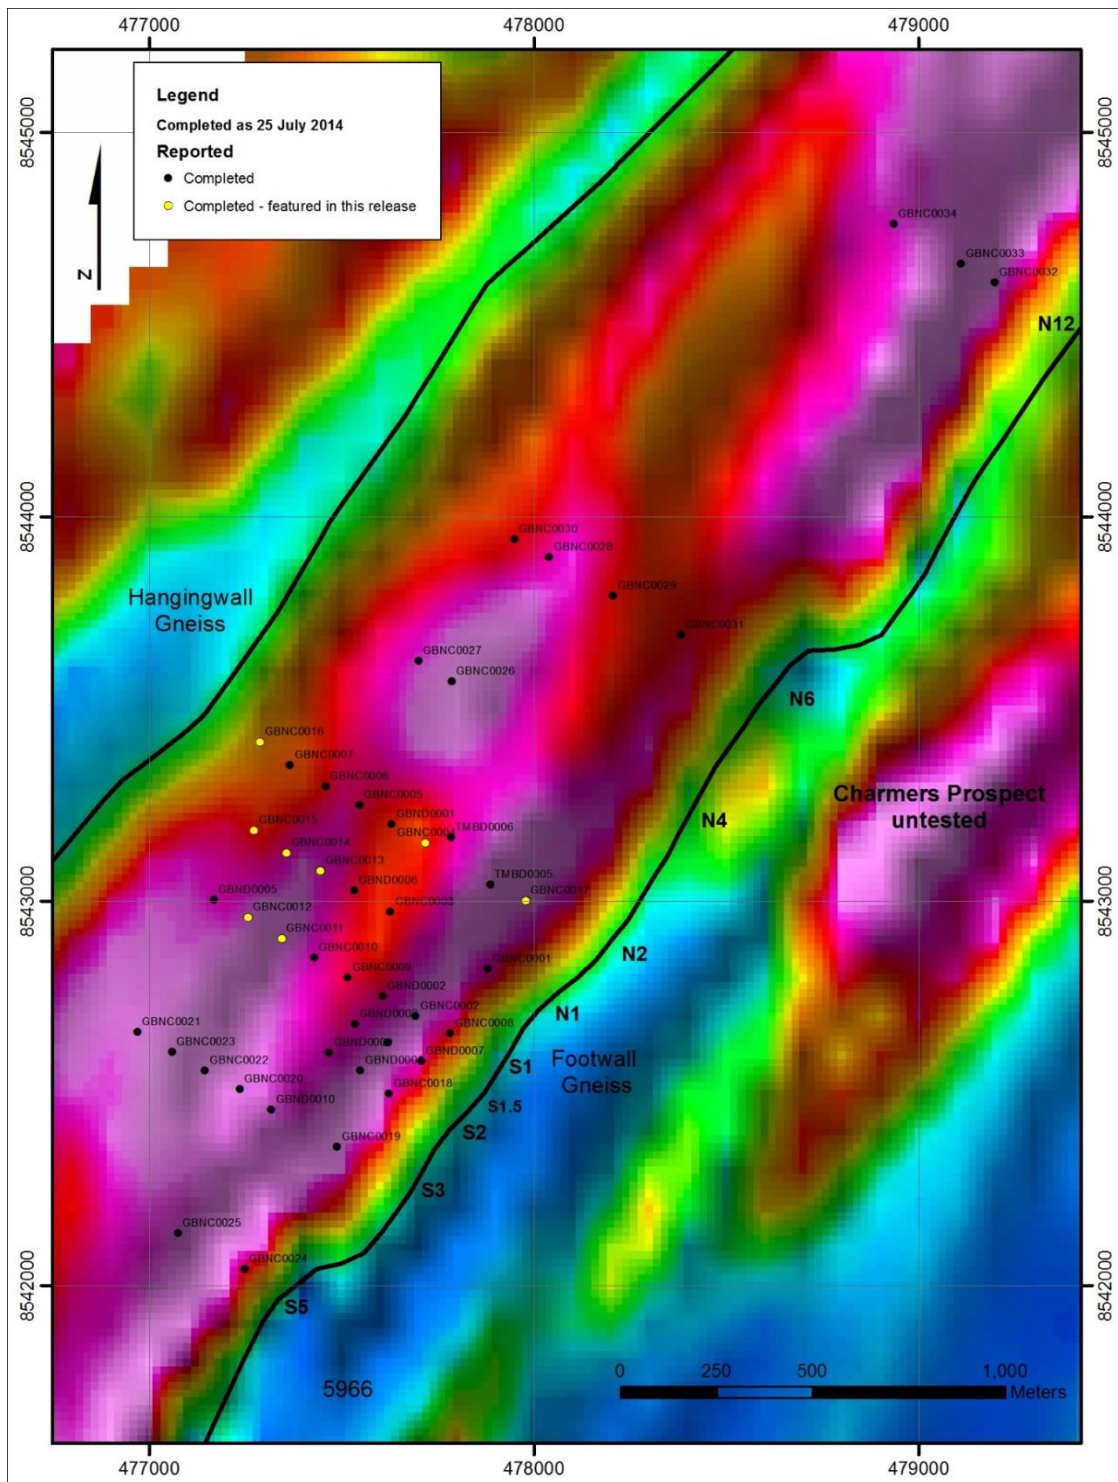 477000
478000
479000
8545000
8545000
Legend
Completed as 25 July 2014
Reported
Completed
Completed - featured in this release
N
GBNC0034
GBNC0033
GBNC0032
N12
8544000
8544000
GBNC0030
GBNC0028
GBNC0029
GBNC0031
Hangingwall
Gneiss
GBNC0027
GBNC0026
N6
GBNC0016
GBNC0007
GBNC0006
GBNC0005
GBND0001
GBNC0004
TMBD0006
GBNC0015
GBNC0014
GBNC0013
N4
Charmers Prospect
untested
GBND0006
TMBD0005
GBNC0017
GBND0005
GBNC0012
GBNC0003
8543000
8543000
GBNC0011
GBNC0010
GBNC0009
GBNC0001
N2
GBND0002
GBNC0002
N1
GBNC0021
GBNC0023
GBNC0008
GBNC0022
GBND0007
S1
Footwall
Gneiss
GBNC0020
GBNC0018
GBND0010
S1.5
S2
GBNC0019
S3
GBNC0025
GBNC0024
8542000
8542000
S5
5966
0
250
500
1,000
Meters
477000
478000
479000